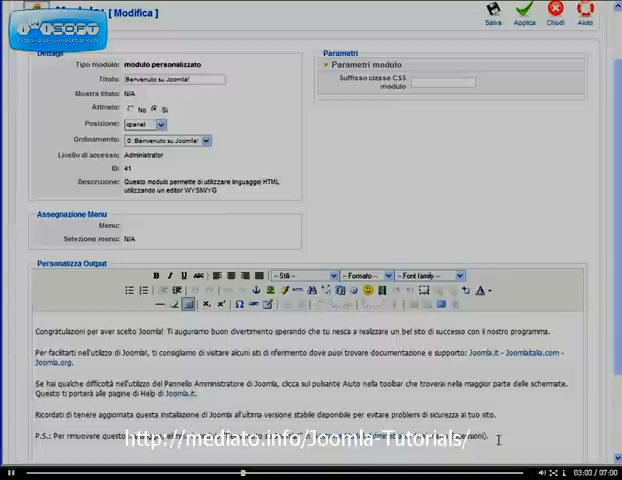 [ Modifica ]
Salva Applica Chiudi Aiuto
Dettagli
Tipo modulo: modulo personalizzato
Titolo: Benvenuto su Joomla!
Mostra titolo: N/A
Attivato: No Sì
Posizione: cpanel
Ordinamento: 0::Benvenuto su Joomla!
Livello di accesso: Administrator
ID: 41
Descrizione: Questo modulo permette di utilizzare linguaggio HTML
utilizzando un editor WYSIWYG
Parametri
Parametri modulo
Suffisso classe CSS
modulo
Assegnazione Menu
Menu:
Selezione menu: N/A
Personalizza Output
-- Stili -- -- Formato -- -- Font family --
Congratulazioni per aver scelto Joomla! Ti auguramo buon divertimento sperando che tu riesca a realizzare un bel sito di successo con il nostro programma.
Per facilitarti nell'utilizzo di Joomla!, ti consigliamo di visitare alcuni siti di riferimento dove puoi trovare documentazione e supporto: Joomla.it - Joomlaitalia.com -
Joomla.org.
Se hai qualche difficoltà nell'utilizzo del Pannello Amministratore di Joomla, clicca sul pulsante Aiuto nella toolbar che troverai nella maggior parte delle schermate.
Questo ti porterà alle pagine di Help di Joomla.it.
Ricordati di tenere aggiornata questa installazione di Joomla all'ultima versione stabile disponibile per evitare problemi di sicurezza al tuo sito.
P.S.: Per rimuovere questo
http://mediato.info/Joomla-Tutorials/
03:03 / 07:00